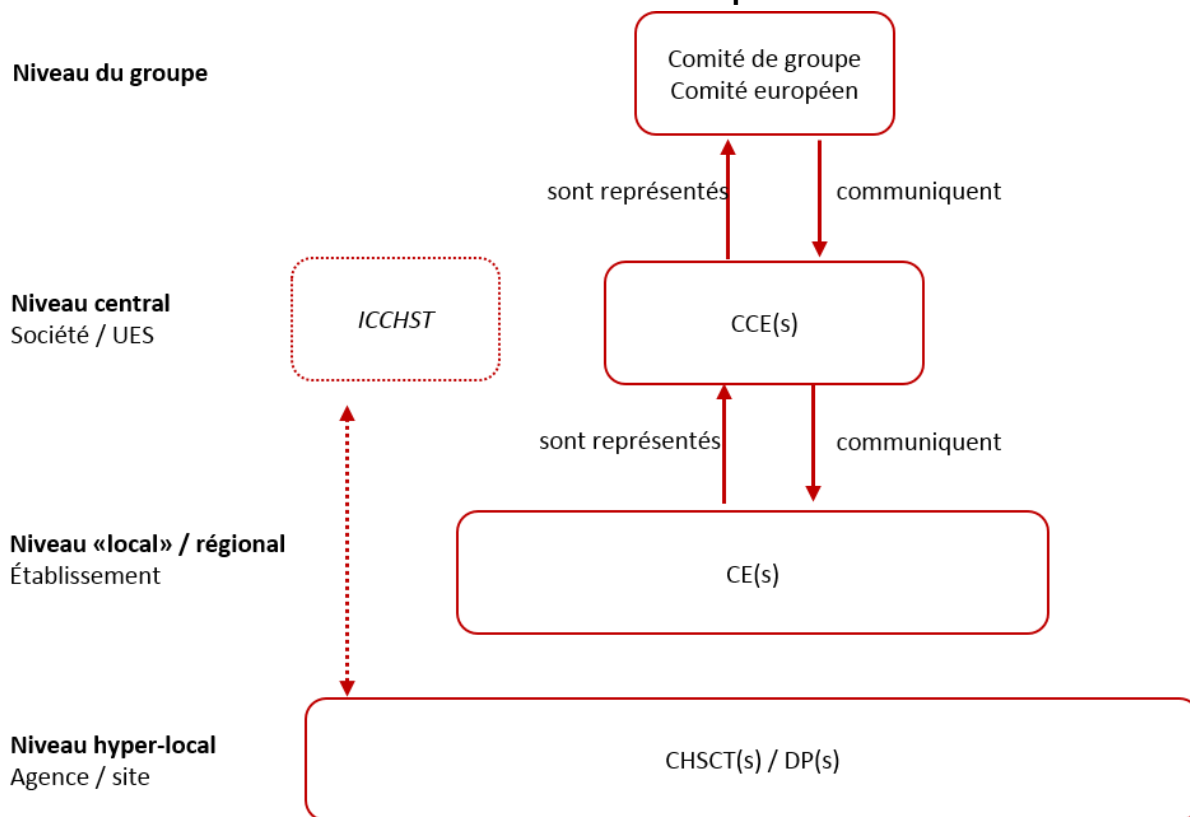 Niveau du groupe
Comité de groupe
Comité européen
sont représentés
communiquent
Niveau central
Société / UES
ICCHST
CCE(s)
sont représentés
communiquent
Niveau «local» / régional
Établissement
CE(s)
Niveau hyper-local
Agence / site
CHSCT(s) / DP(s)